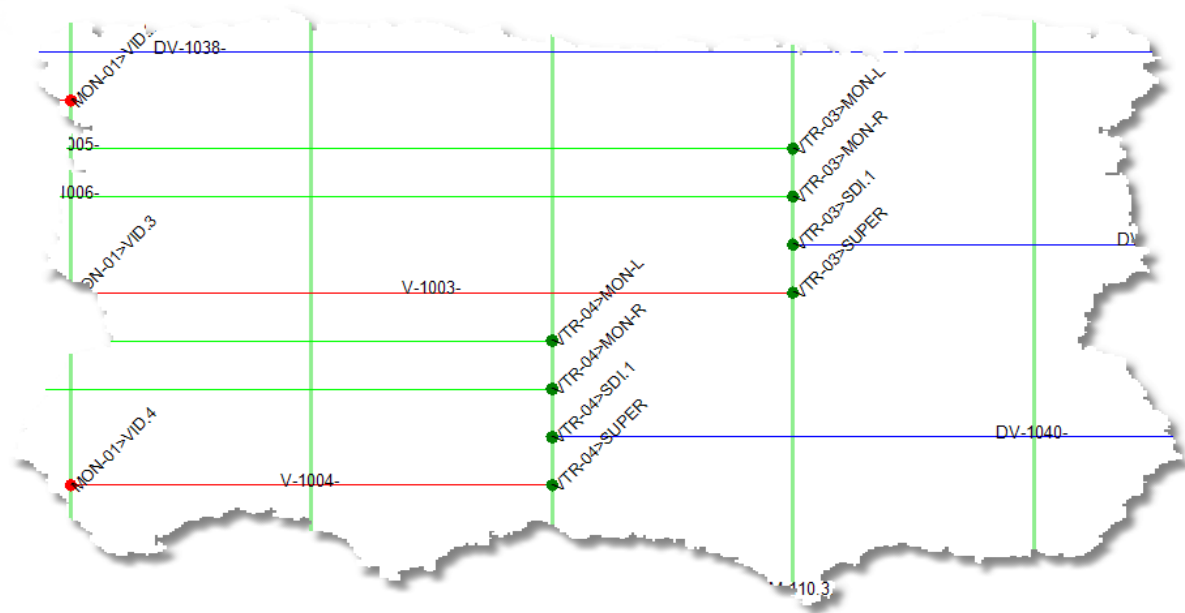 DV-1038-
MON-01>VID.
VTR-03>MON-L
005-
VTR-03>MON-R
1006-
VTR-03>SDI.1
MON-01>VID.3
VTR-03>SUPER
V-1003-
VTR-04>MON-L
VTR-04>MON-R
VTR-04>SDI.1
DV-1040-
MON-01>VID.4
VTR-04>SUPER
V-1004-
110.3